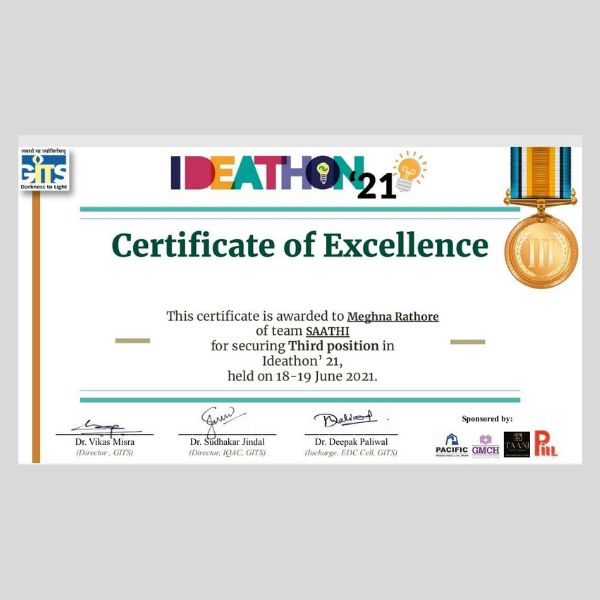 तमसो मा ज्योतिर्गमय
GITS
Darkness to Light
IDEATHON '21
III
Certificate of Excellence
This certificate is awarded to Meghna Rathore
of team SAATHI
for securing Third position in
Ideathon' 21,
held on 18-19 June 2021.
Dr. Vikas Misra
(Director , GITS)
Dr. Sudhakar Jindal
(Director, IQAC, GITS)
Dr. Deepak Paliwal
(Incharge, EDC Cell, GITS)
Sponsored by:
PACIFIC
GMCH
TAANJ
PIML